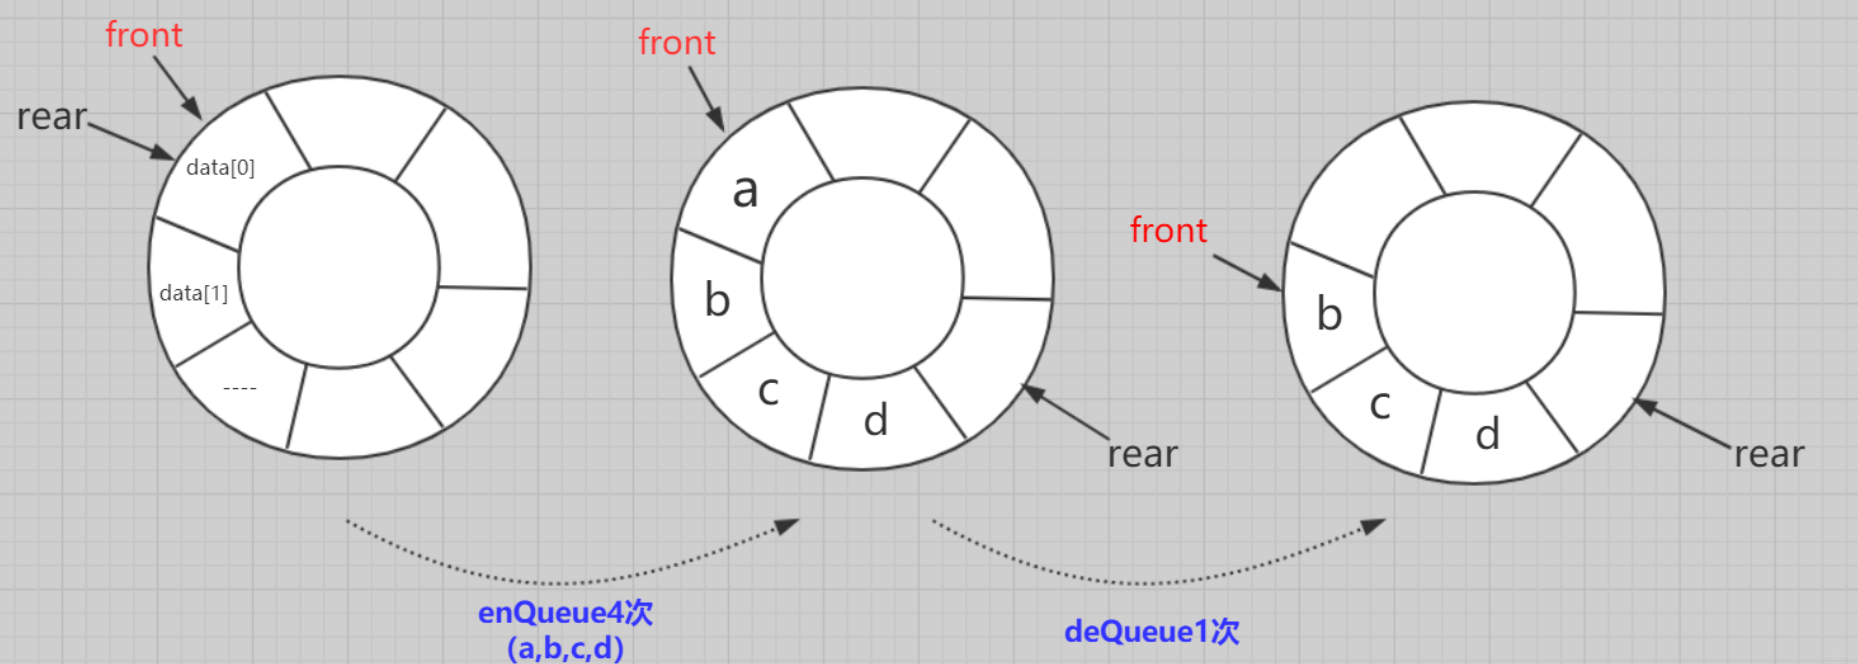 front
rear
data[0]
data[1]
----
front
a
b
c
d
rear
front
b
c
d
rear
enQueue4次
(a,b,c,d)
deQueue1次